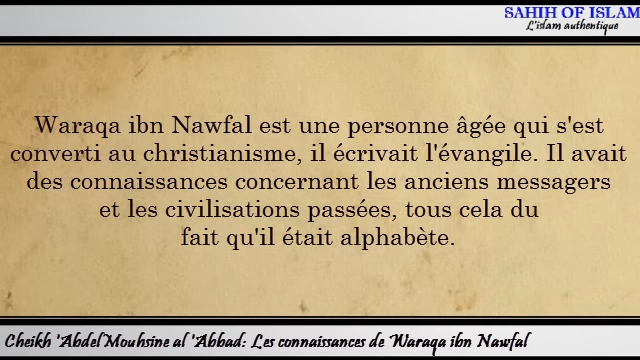 SAHIH OF ISLAM
L'islam authentique
Waraqa ibn Nawfal est une personne âgée qui s'est
converti au christianisme, il écrivait l'évangile. Il avait
des connaissances concernant les anciens messagers
et les civilisations passées, tous cela du
fait qu'il était alphabète.
Cheikh 'Abdel Mouhsine al 'Abbad: Les connaissances de Waraqa ibn Nawfal